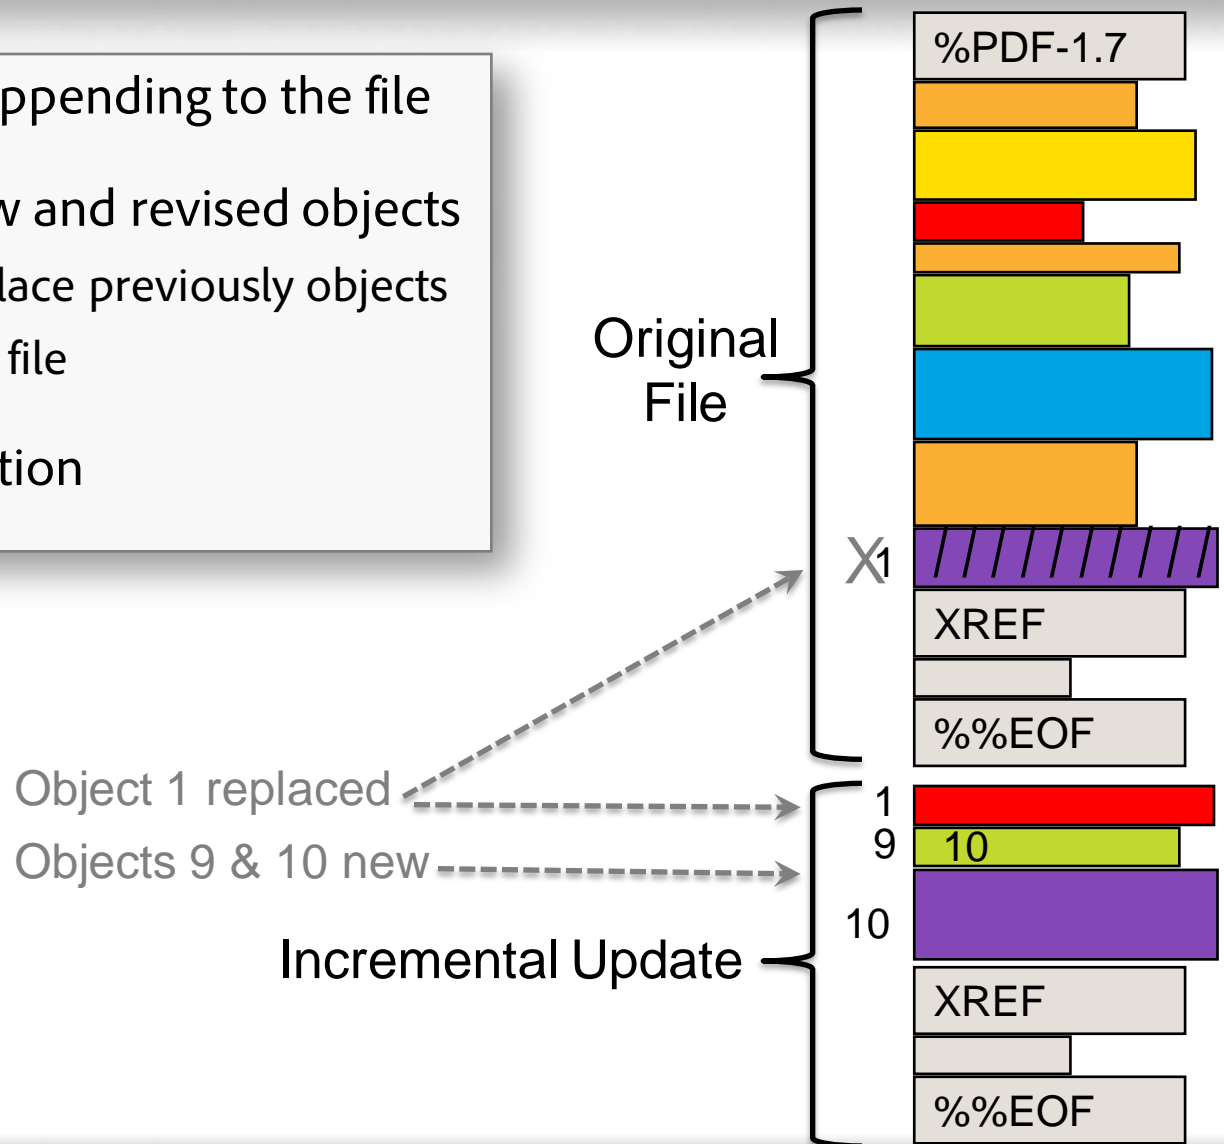 ppending to the file
w and revised objects
lace previously objects
file
tion
Original
File
%PDF-1.7
X1
XREF
%%EOF
Object 1 replaced
Objects 9 & 10 new
Incremental Update
1
9 10
10
XREF
%%EOF